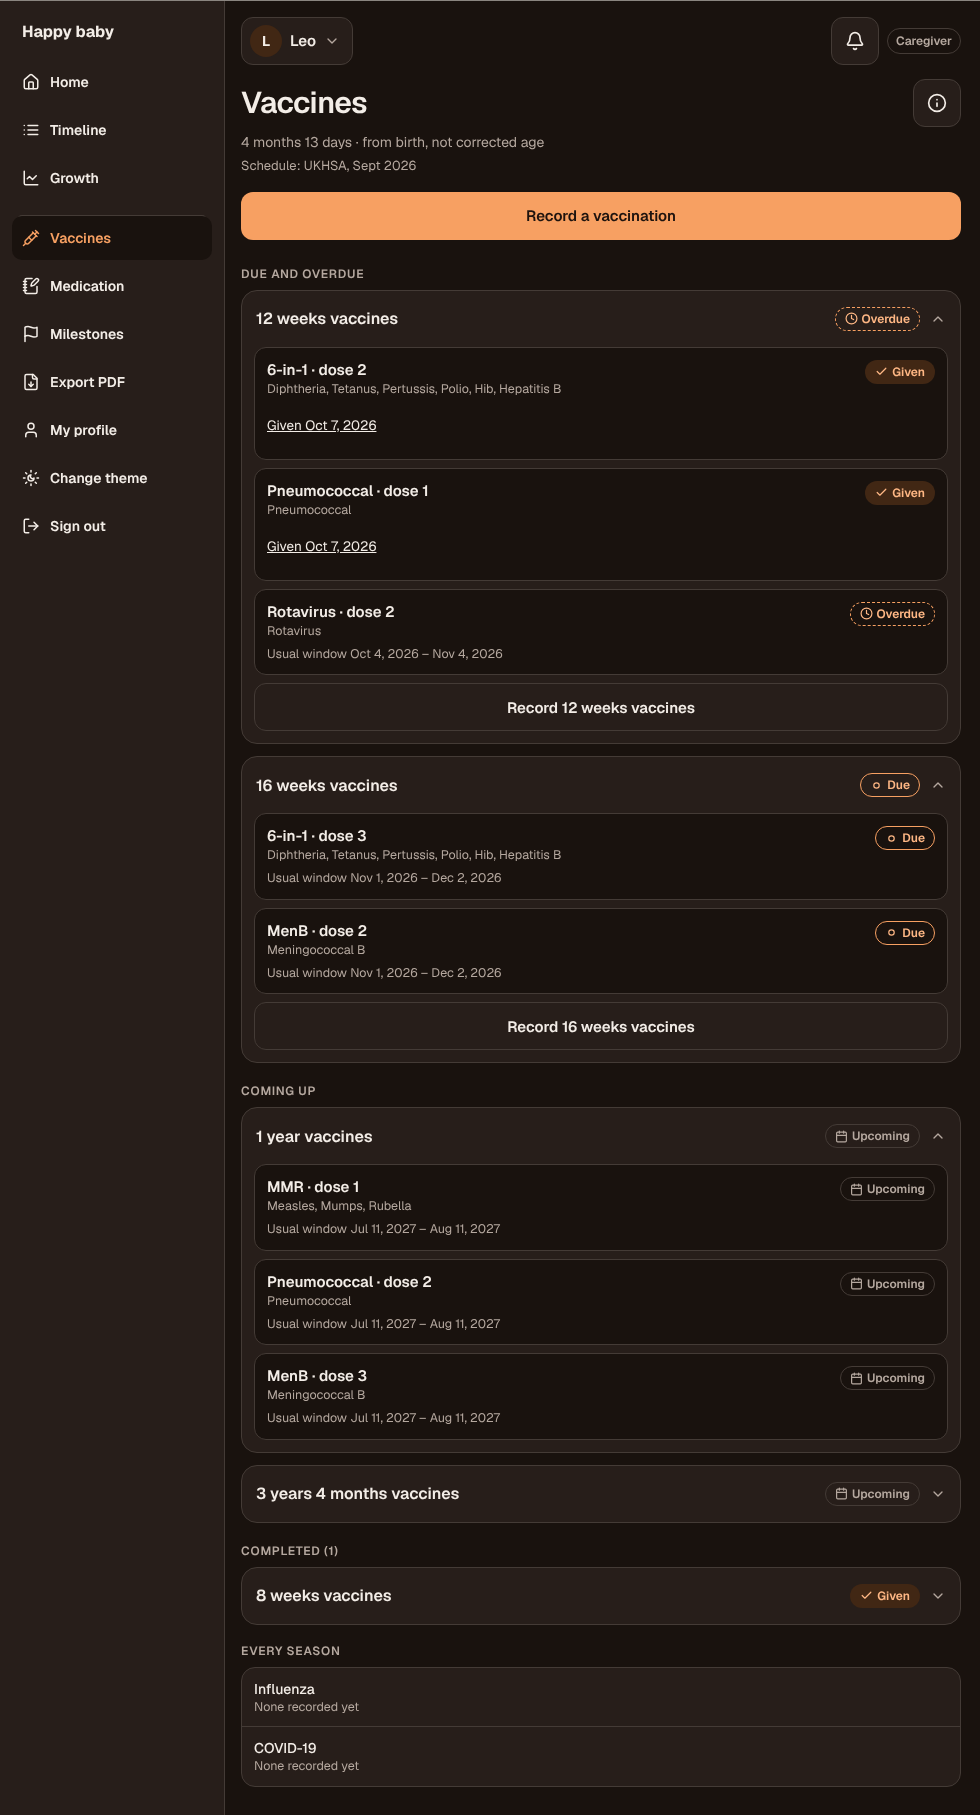 Happy baby
Home
Timeline
Growth
Vaccines
Medication
Milestones
Export PDF
My profile
Change theme
Sign out
L Leo
Caregiver
Vaccines
4 months 13 days · from birth, not corrected age
Schedule: UKHSA, Sept 2026
Record a vaccination
DUE AND OVERDUE
12 weeks vaccines
Overdue
6-in-1 · dose 2
Given
Diphtheria, Tetanus, Pertussis, Polio, Hib, Hepatitis B
Given Oct 7, 2026
Pneumococcal · dose 1
Given
Pneumococcal
Given Oct 7, 2026
Rotavirus · dose 2
Overdue
Rotavirus
Usual window Oct 4, 2026 – Nov 4, 2026
Record 12 weeks vaccines
16 weeks vaccines
Due
6-in-1 · dose 3
Due
Diphtheria, Tetanus, Pertussis, Polio, Hib, Hepatitis B
Usual window Nov 1, 2026 – Dec 2, 2026
MenB · dose 2
Due
Meningococcal B
Usual window Nov 1, 2026 – Dec 2, 2026
Record 16 weeks vaccines
COMING UP
1 year vaccines
Upcoming
MMR · dose 1
Upcoming
Measles, Mumps, Rubella
Usual window Jul 11, 2027 – Aug 11, 2027
Pneumococcal · dose 2
Upcoming
Pneumococcal
Usual window Jul 11, 2027 – Aug 11, 2027
MenB · dose 3
Upcoming
Meningococcal B
Usual window Jul 11, 2027 – Aug 11, 2027
3 years 4 months vaccines
Upcoming
COMPLETED (1)
8 weeks vaccines
Given
EVERY SEASON
Influenza
None recorded yet
COVID-19
None recorded yet